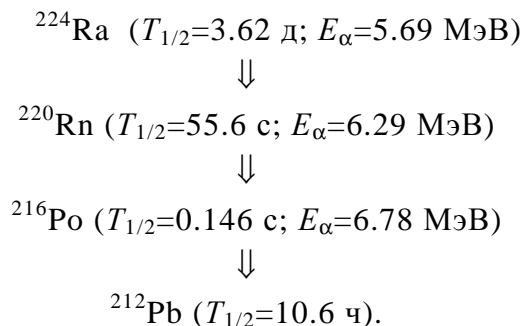 ²²⁴Ra (T₁/₂=3.62 д; Eα=5.69 МэВ)
⇓
²²⁰Rn (T₁/₂=55.6 с; Eα=6.29 МэВ)
⇓
²¹⁶Po (T₁/₂=0.146 с; Eα=6.78 МэВ)
⇓
²¹²Pb (T₁/₂=10.6 ч).